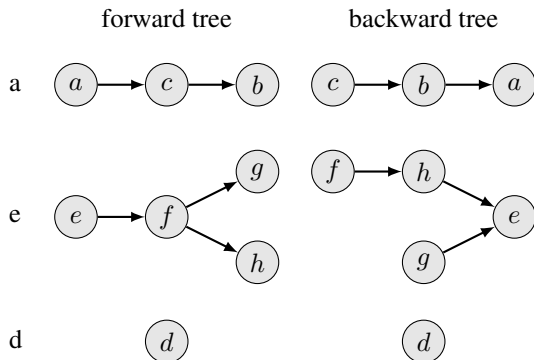 forward tree backward tree
a a c b c b a
g f h
e e f e
h g
d d d